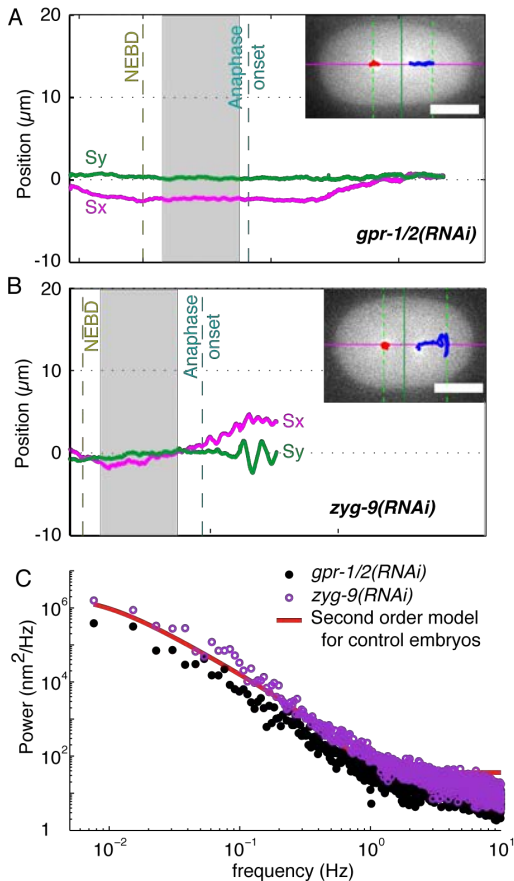 A
20
10
0
-10
Position (µm)
NEBD
Anaphase
onset
Sy
Sx
gpr-1/2(RNAi)
B
20
10
0
-10
Position (µm)
NEBD
Anaphase
onset
Sx
Sy
zyg-9(RNAi)
C
gpr-1/2(RNAi)
zyg-9(RNAi)
Second order model
for control embryos
10^6
10^4
10^2
1
Power (nm²/Hz)
10^-2
10^-1
10^0
10^1
frequency (Hz)